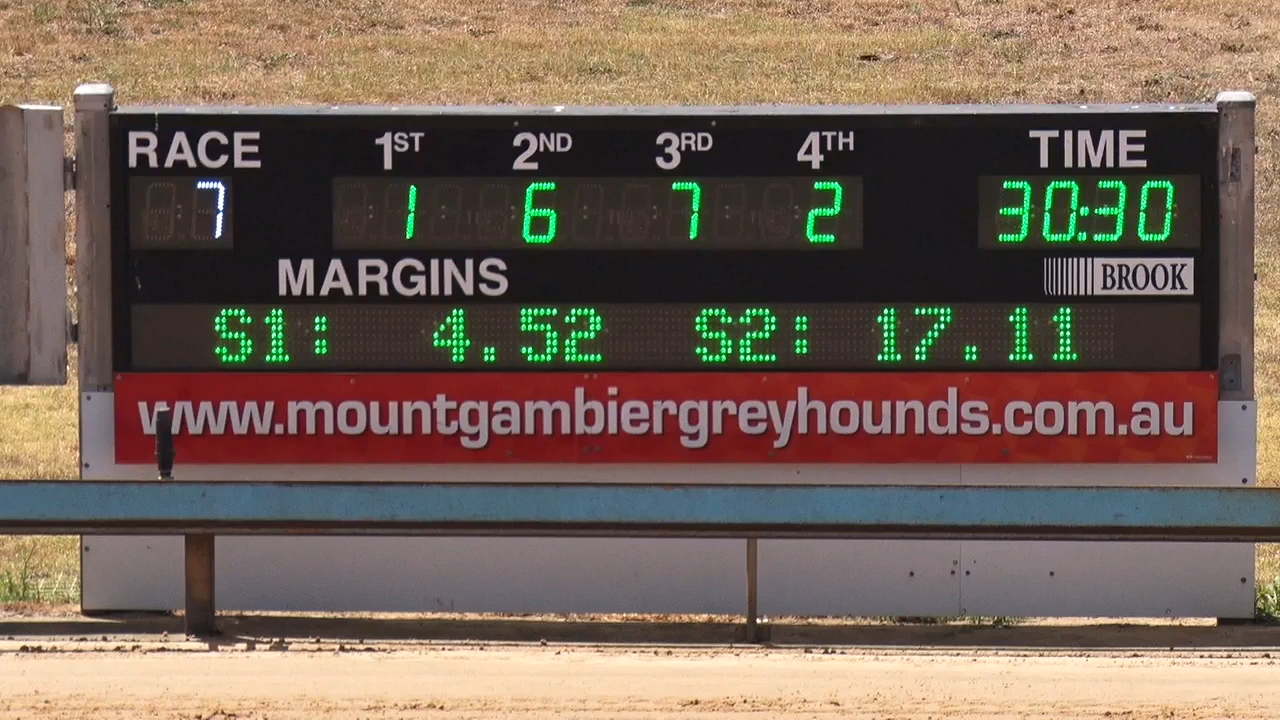 RACE 1ST 2ND 3RD 4TH TIME
7 1 6 7 2 30:30
MARGINS BROOK
S1: 4.52 S2: 17.11
www.mountgambiergreyhounds.com.au